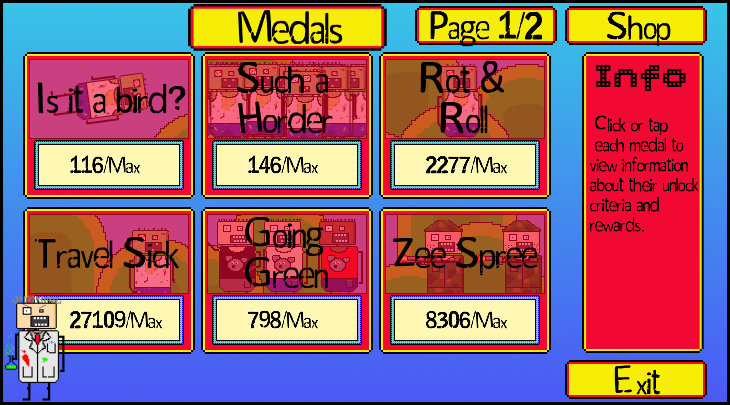 Medals
Page 1/2
Shop
Is it a bird?
116/Max
Such a
Horder
146/Max
Rot &
Roll
2277/Max
Info
Click or tap
each medal to
view information
about their unlock
criteria and
rewards.
Travel Sick
27109/Max
Going
Green
798/Max
Zee Spree
8306/Max
Exit